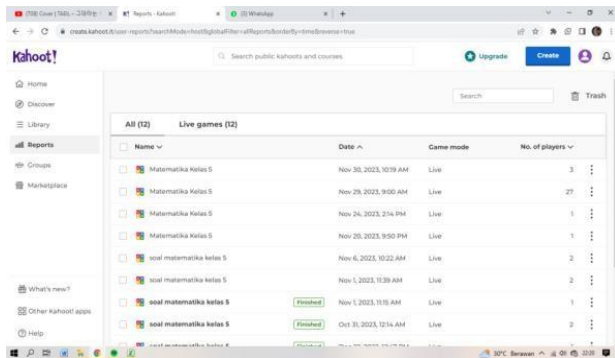 Reports - Kahoot!
WhatsApp
create.kahoot.it/user-reports?searchMode=host&globalFilter=allReports&orderBy=time&reverse=true
Kahoot!
Search public kahoots and courses
Upgrade
Create
Home
Discover
Library
Reports
Groups
Marketplace
What's new?
Other Kahoot! apps
Help
Search
Trash
All (12) Live games (12)
Name Date Game mode No. of players
Matematika Kelas 5 Nov 30, 2023, 10:19 AM Live 3
Matematika Kelas 5 Nov 29, 2023, 9:00 AM Live 27
Matematika Kelas 5 Nov 24, 2023, 2:14 PM Live 1
Matematika Kelas 5 Nov 20, 2023, 9:50 PM Live 1
soal matematika kelas 5 Nov 6, 2023, 10:22 AM Live 2
soal matematika kelas 5 Nov 1, 2023, 11:39 AM Live 2
soal matematika kelas 5 Finished Nov 1, 2023, 11:15 AM Live 1
soal matematika kelas 5 Finished Oct 31, 2023, 12:14 AM Live 2
30°C Berawan